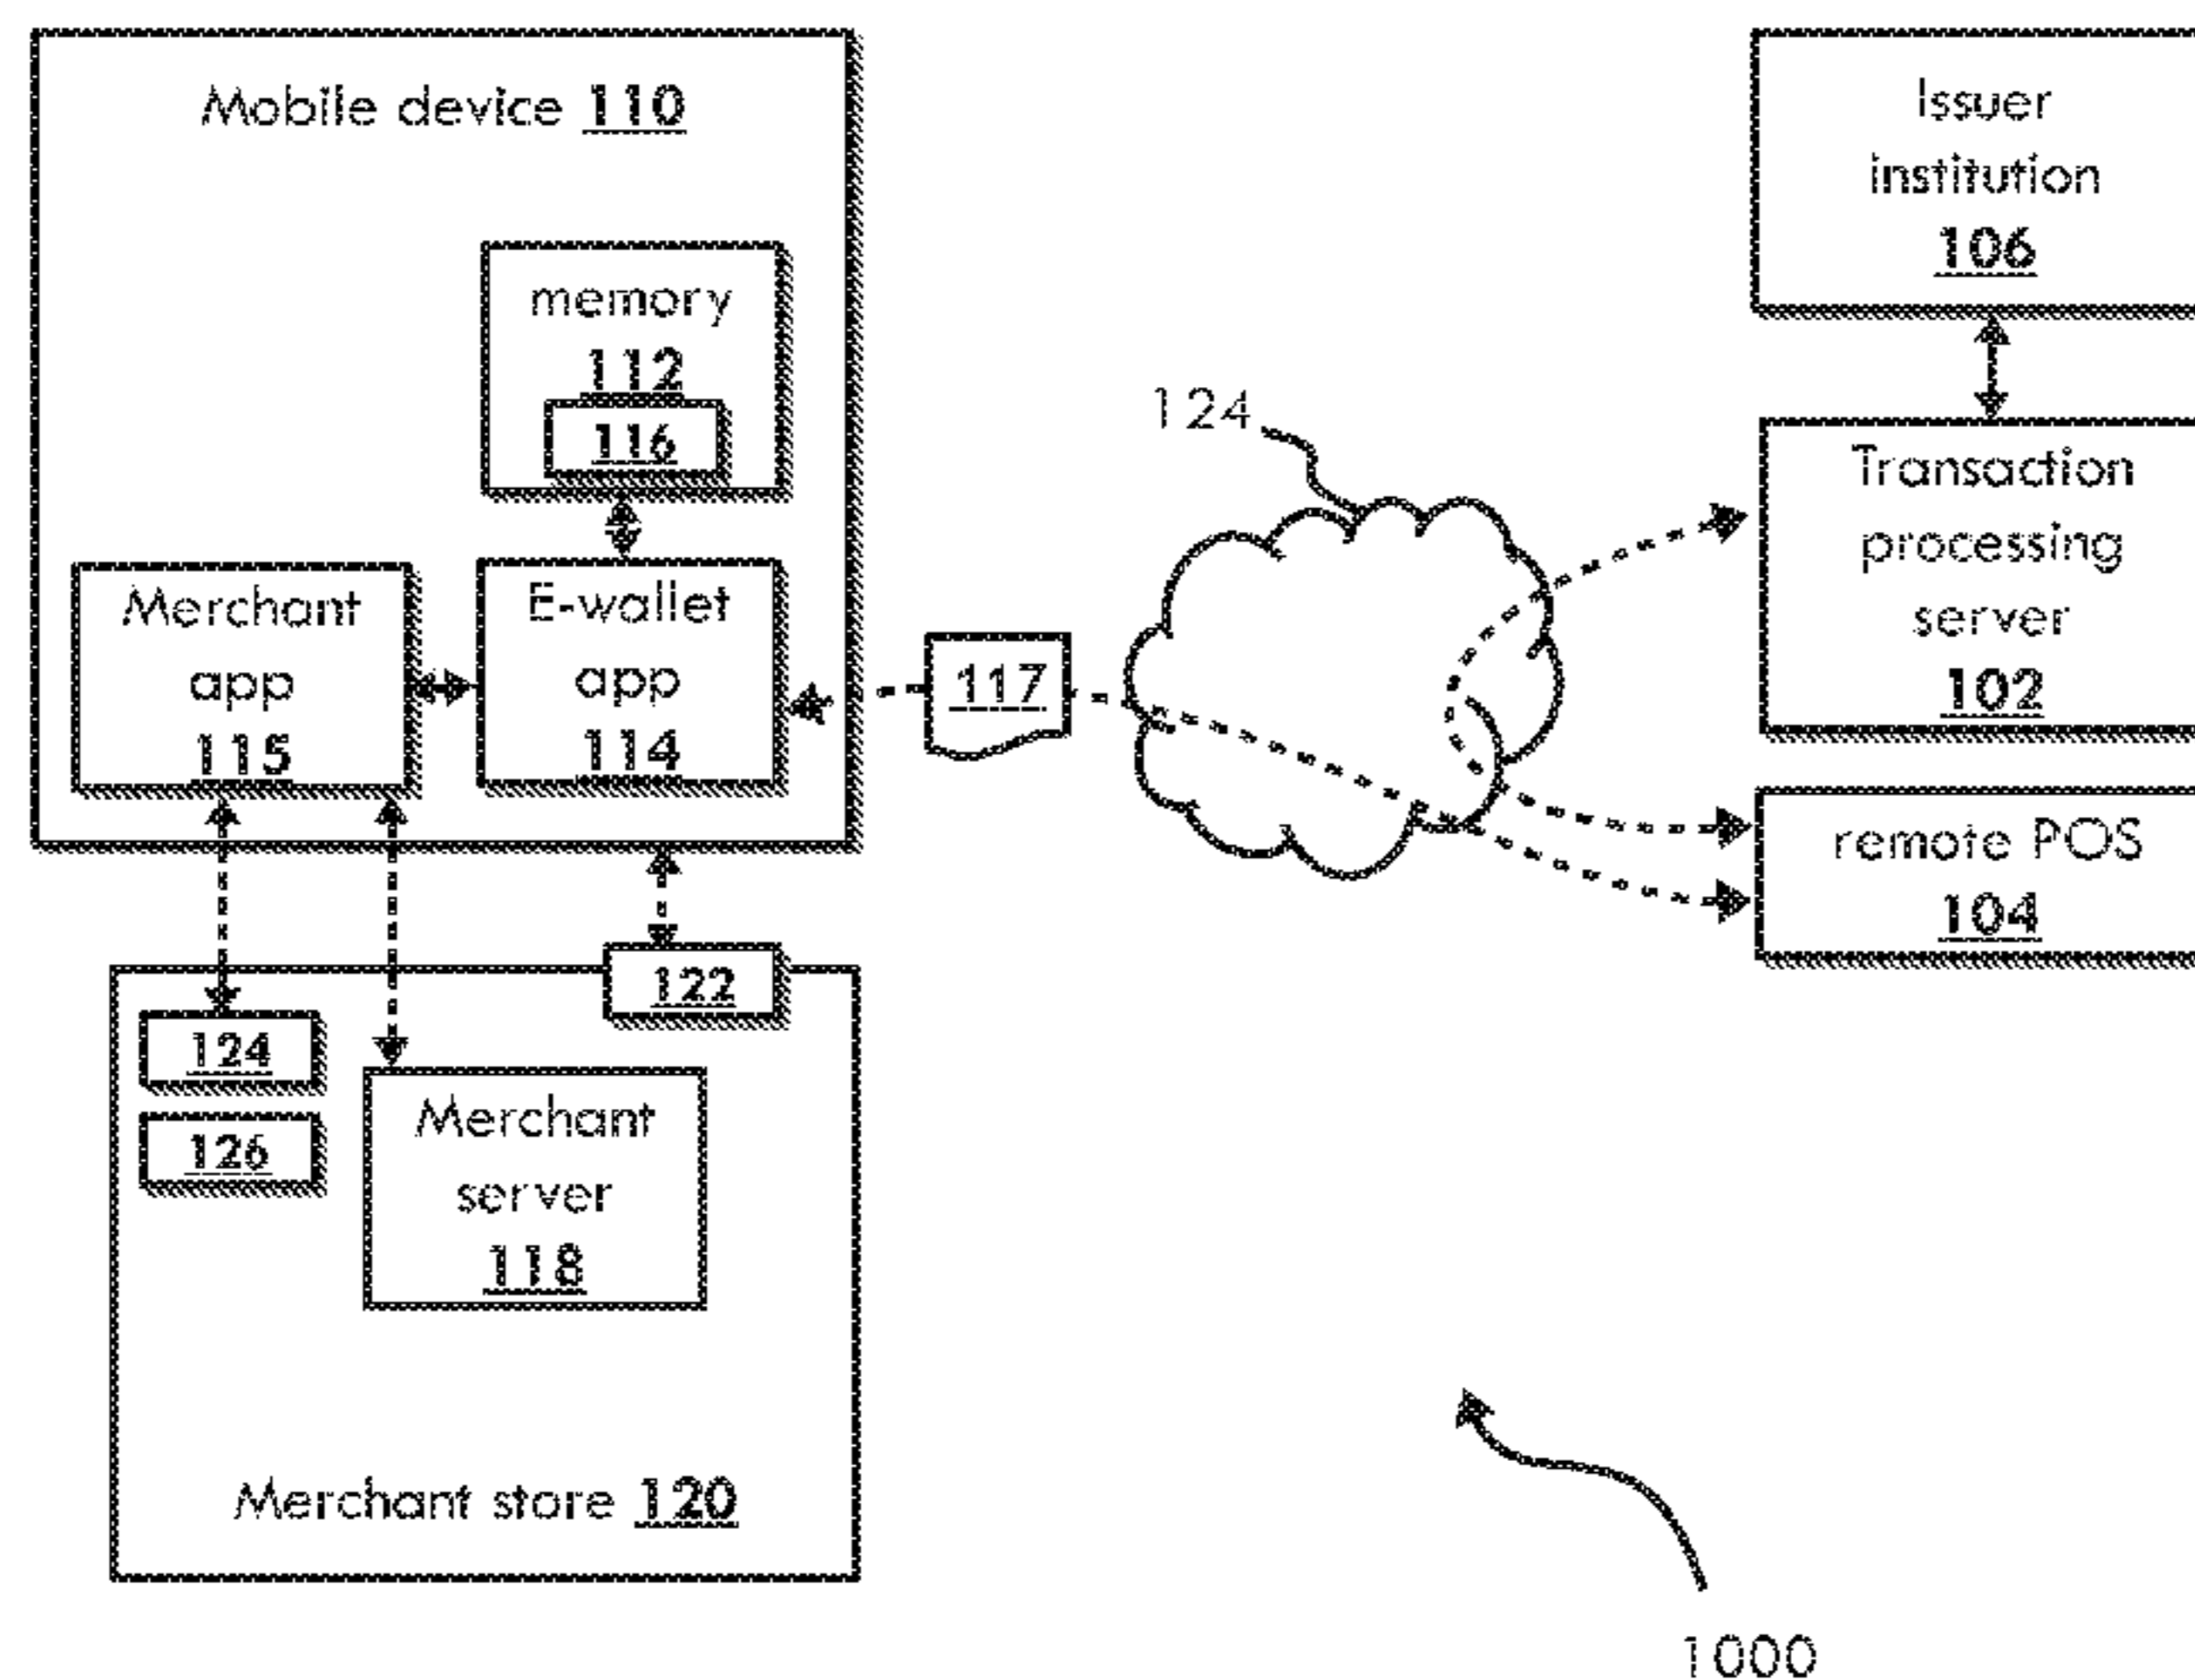 Mobile device 110
memory
112
116
Merchant
app
115
E-wallet
app
114
117
124
Issuer
institution
106
Transaction
processing
server
102
remote POS
104
122
124
126
Merchant
server
118
Merchant store 120
1000